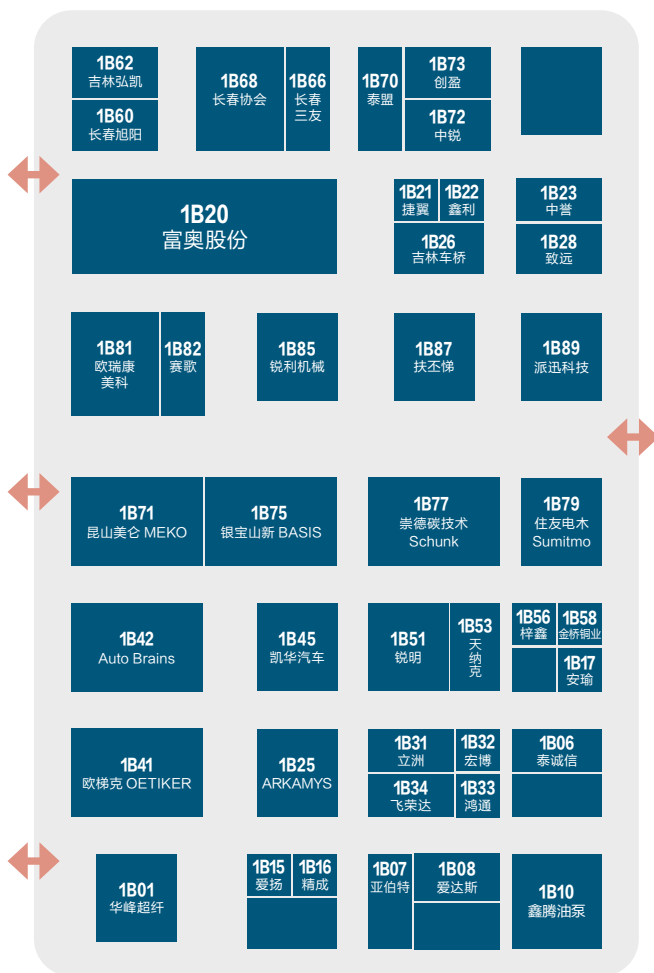 1B62
吉林弘凯
1B60
长春旭阳
1B68
长春协会
1B66
长春
三友
1B70
泰盟
1B73
创盈
1B72
中锐
1B20
富奥股份
1B21
捷翼
1B22
鑫利
1B26
吉林车桥
1B23
中誉
1B28
致远
1B81
欧瑞康
美科
1B82
赛歌
1B85
锐利机械
1B87
扶丕悌
1B89
派迅科技
1B71
昆山美仑 MEKO
1B75
银宝山新 BASIS
1B77
崇德碳技术
Schunk
1B79
住友电木
Sumitmo
1B42
Auto Brains
1B45
凯华汽车
1B51
锐明
1B53
天
纳
克
1B56
梓鑫
1B58
金桥铜业
1B17
安瑜
1B41
欧梯克 OETIKER
1B25
ARKAMYS
1B31
立洲
1B32
宏博
1B34
飞荣达
1B33
鸿通
1B06
泰诚信
1B01
华峰超纤
1B15
爱扬
1B16
精成
1B07
亚伯特
1B08
爱达斯
1B10
鑫腾油泵